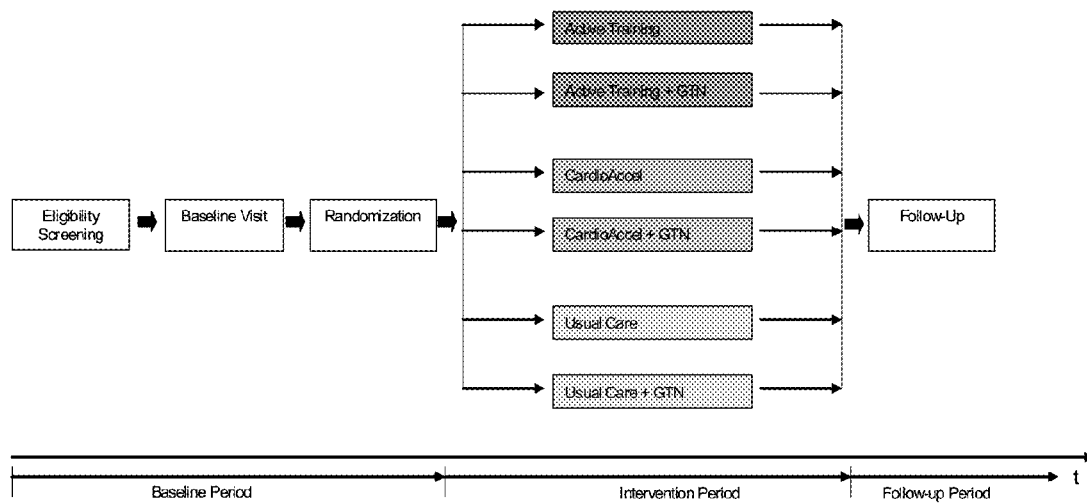 Active Training
Active Training + GTN
CardioAccel
Eligibility
Screening
Baseline Visit
Randomization
CardioAccel + GTN
Follow-Up
Usual Care
Usual Care + GTN
t
Baseline Period
Intervention Period
Follow-up Period